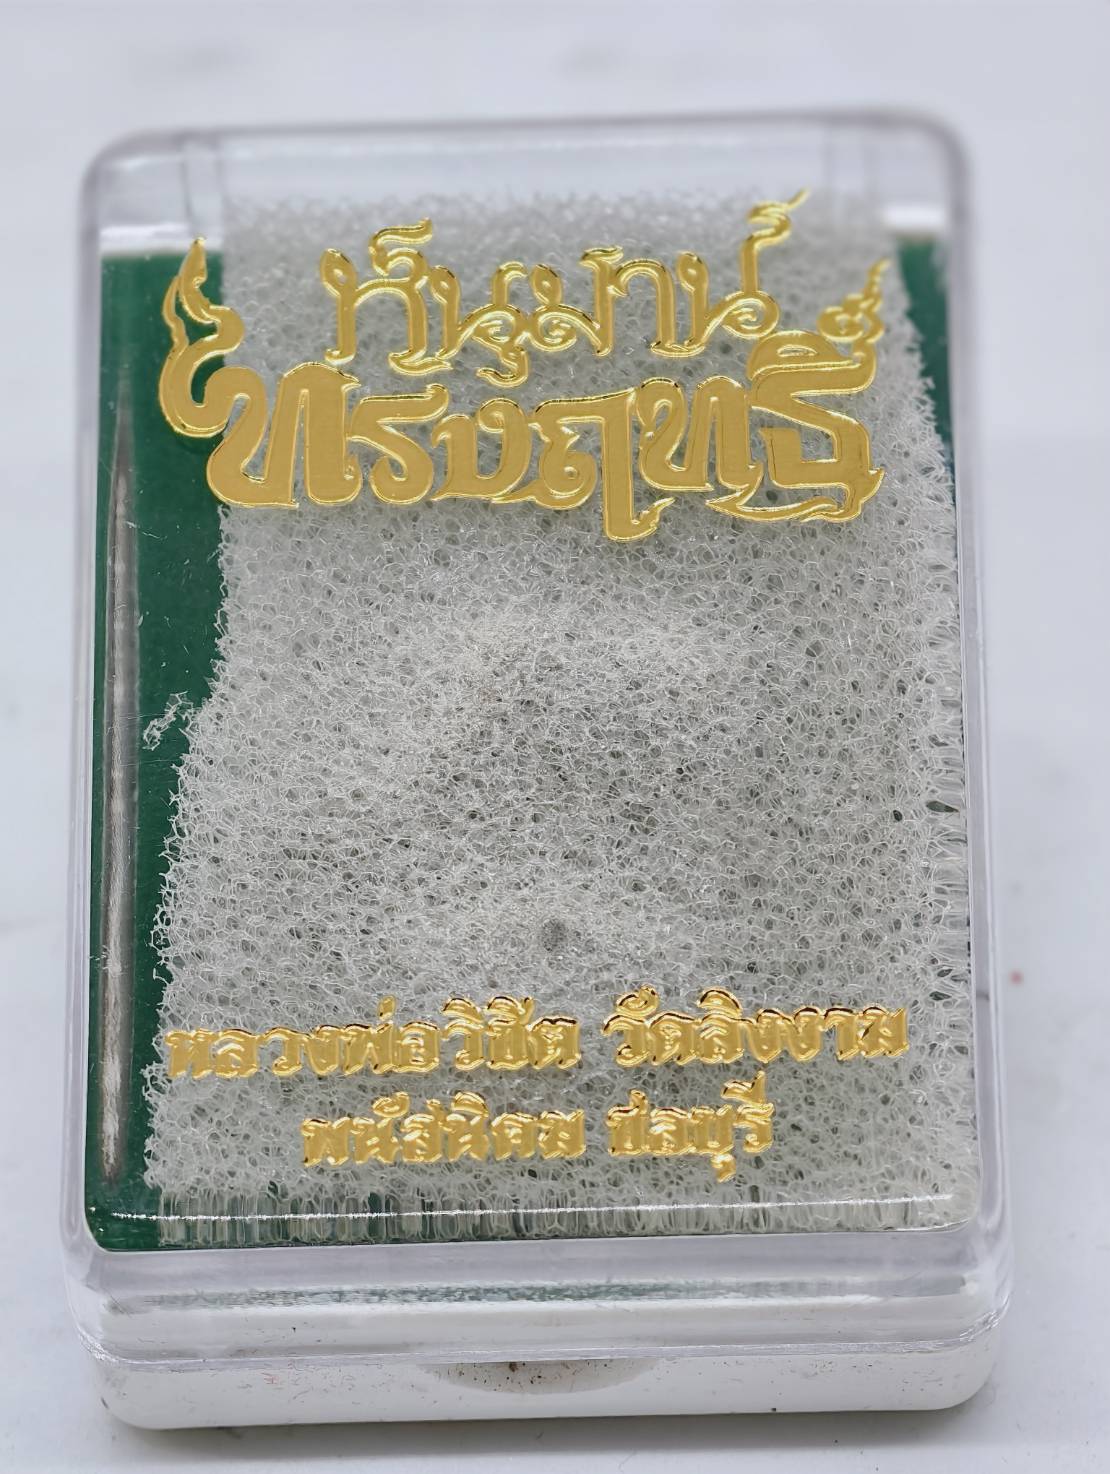 หนุมาน
ทรงฤทธิ์
หลวงพ่อวิชิต วัดลิงงาม
พนัสนิคม ชลบุรี